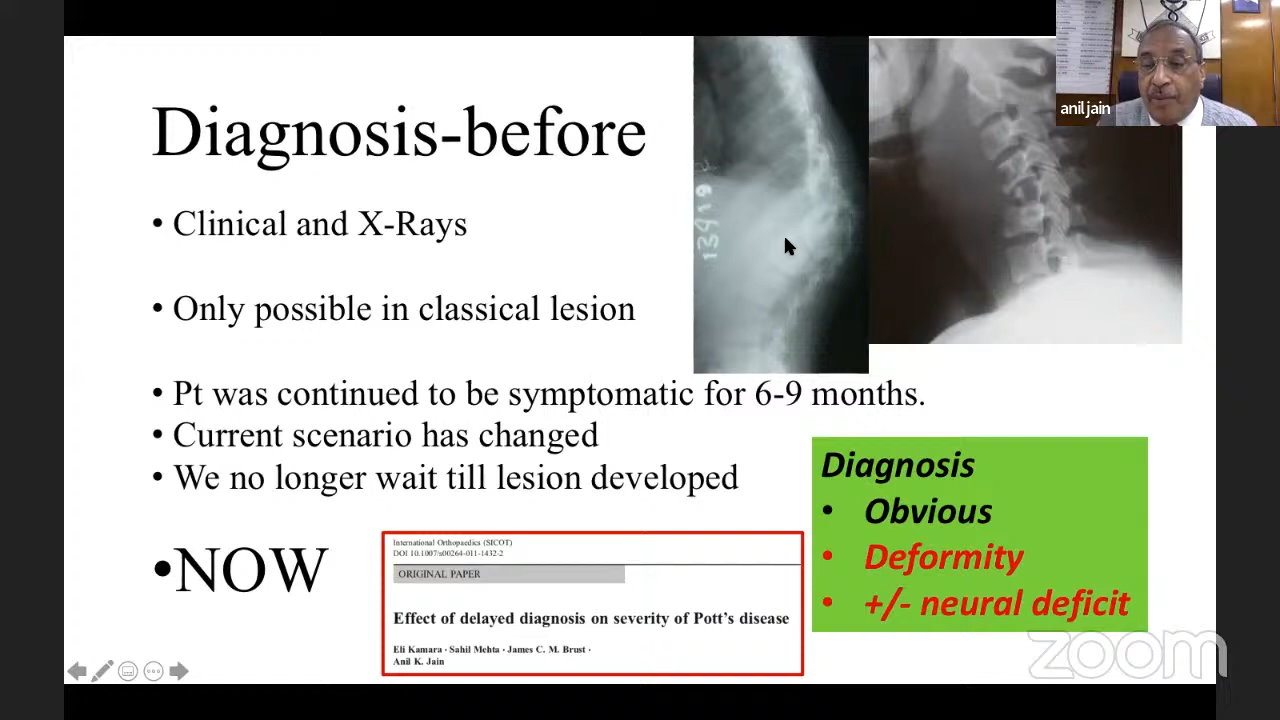 Diagnosis-before
• Clinical and X-Rays
• Only possible in classical lesion
• Pt was continued to be symptomatic for 6-9 months.
• Current scenario has changed
• We no longer wait till lesion developed
•NOW
International Orthopaedics (SICOT)
DOI 10.1007/s00264-011-1432-2
ORIGINAL PAPER
Effect of delayed diagnosis on severity of Pott's disease
Eli Kamara · Sahil Mehta · James C. M. Brust ·
Anil K. Jain
Diagnosis
• Obvious
• Deformity
• +/- neural deficit
13919
anil jain
zoom